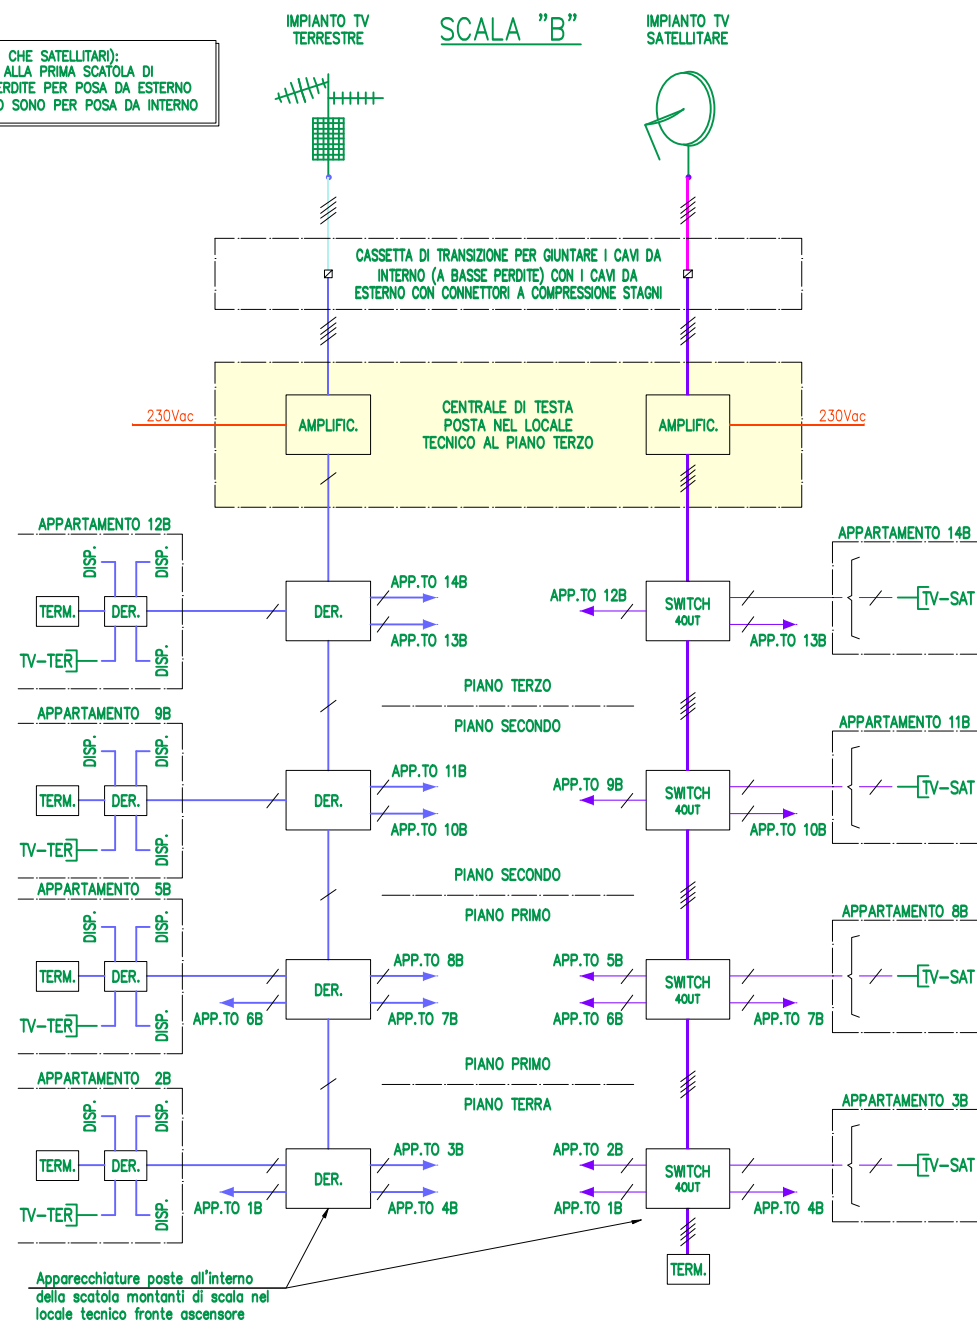 IMPIANTO TV
TERRESTRE
SCALA "B"
IMPIANTO TV
SATELLITARE
CHE SATELLITARI):
ALLA PRIMA SCATOLA DI
ERDITE PER POSA DA ESTERNO
O SONO PER POSA DA INTERNO
CASSETTA DI TRANSIZIONE PER GIUNTARE I CAVI DA
INTERNO (A BASSE PERDITE) CON I CAVI DA
ESTERNO CON CONNETTORI A COMPRESSIONE STAGNI
230Vac
AMPLIFIC.
CENTRALE DI TESTA
POSTA NEL LOCALE
TECNICO AL PIANO TERZO
AMPLIFIC.
230Vac
APPARTAMENTO 12B
DISP.
DISP.
TERM.
DER.
TV-TER
DISP.
DER.
APP.TO 14B
APP.TO 13B
APP.TO 12B
SWITCH
4OUT
APP.TO 13B
APPARTAMENTO 14B
TV-SAT
PIANO TERZO
PIANO SECONDO
APPARTAMENTO 9B
DISP.
DISP.
TERM.
DER.
TV-TER
DISP.
DER.
APP.TO 11B
APP.TO 10B
APP.TO 9B
SWITCH
4OUT
APP.TO 10B
APPARTAMENTO 11B
TV-SAT
PIANO SECONDO
PIANO PRIMO
APPARTAMENTO 5B
DISP.
DISP.
TERM.
DER.
TV-TER
DISP.
APP.TO 6B
DER.
APP.TO 8B
APP.TO 7B
APP.TO 5B
APP.TO 6B
SWITCH
4OUT
APP.TO 7B
APPARTAMENTO 8B
TV-SAT
PIANO PRIMO
PIANO TERRA
APPARTAMENTO 2B
DISP.
DISP.
TERM.
DER.
TV-TER
DISP.
APP.TO 1B
DER.
APP.TO 3B
APP.TO 4B
APP.TO 2B
APP.TO 1B
SWITCH
4OUT
APP.TO 4B
APPARTAMENTO 3B
TV-SAT
TERM.
Apparecchiature poste all'interno
della scatola montanti di scala nel
locale tecnico fronte ascensore